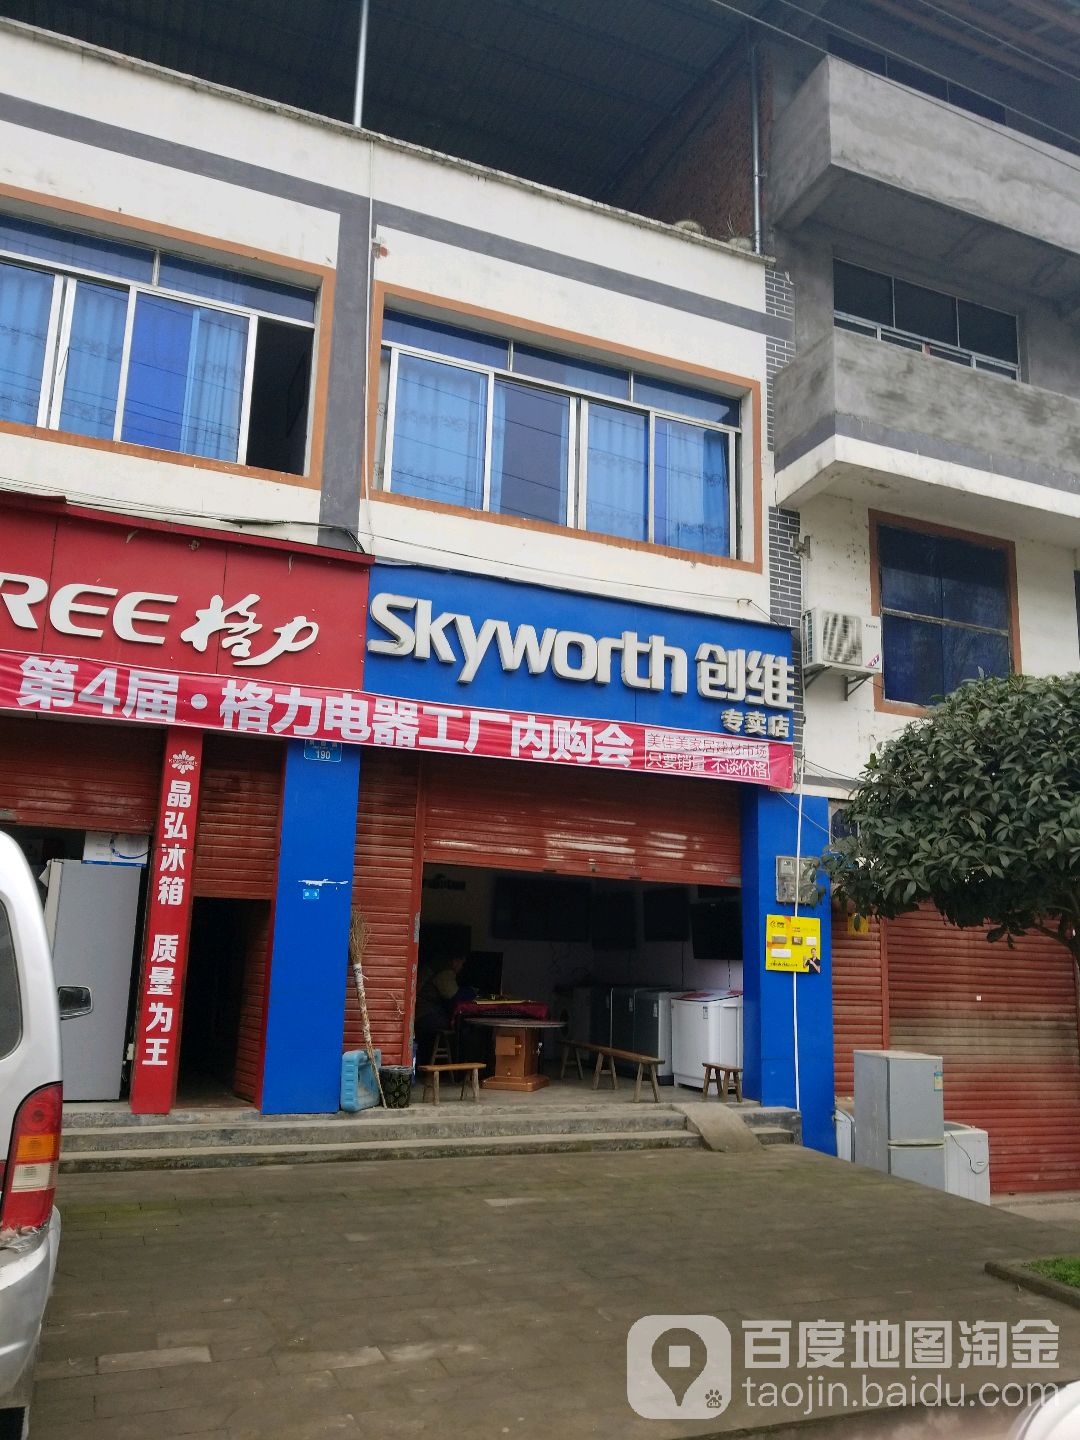 REE 格力
Skyworth 创维
专卖店
第4届·格力电器工厂内购会
美佳美家居建材市场
只要销量 不谈价格
190
晶弘冰箱 质量为王
百度地图淘金
taojin.baidu.com